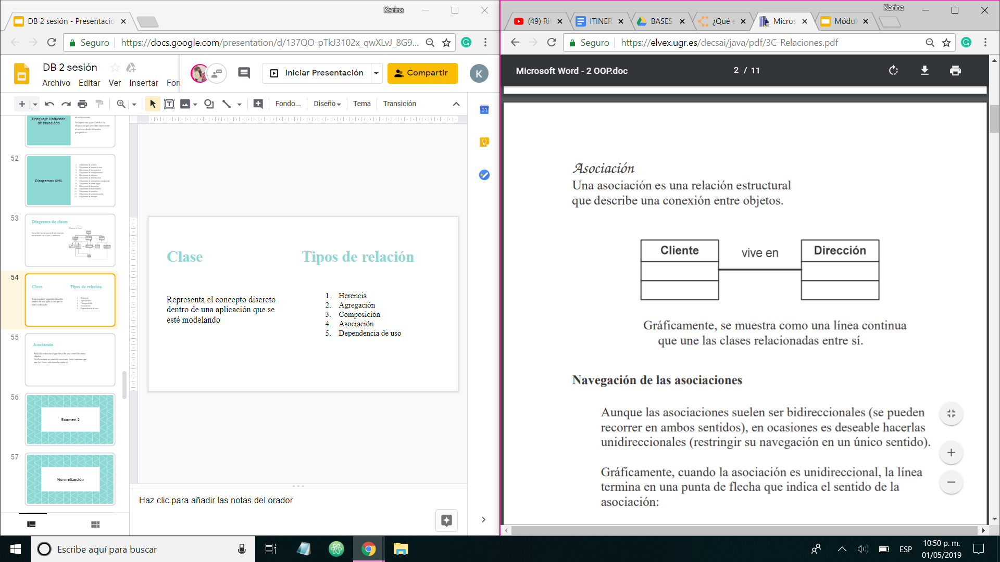 Karina
DB 2 sesión - Presentacio
Seguro
https://docs.google.com/presentation/d/137QO-pTkJ3102x_qwXLvJ_8G9...
DB 2 sesión
Archivo Editar Ver Insertar For
Iniciar Presentación
Compartir
K
Fondo... Diseño Tema Transición
31
Lenguaje Unificado
de Modelado
52
Diagramas UML
53
Diagrama de clases
54
Clase Tipos de relación
55
Asociación
56
Examen 2
57
Normalización
Clase
Representa el concepto discreto
dentro de una aplicación que se
esté modelando
Tipos de relación
1. Herencia
2. Agregación
3. Composición
4. Asociación
5. Dependencia de uso
Haz clic para añadir las notas del orador
Karina
(49) Rit
ITINER
BASES
¿Qué e
Micros
Módul
Seguro
https://elvex.ugr.es/decsai/java/pdf/3C-Relaciones.pdf
Microsoft Word - 2 OOP.doc
2 / 11
Asociación
Una asociación es una relación estructural
que describe una conexión entre objetos.
Cliente vive en Dirección
Gráficamente, se muestra como una línea continua
que une las clases relacionadas entre sí.
Navegación de las asociaciones
Aunque las asociaciones suelen ser bidireccionales (se pueden
recorrer en ambos sentidos), en ocasiones es deseable hacerlas
unidireccionales (restringir su navegación en un único sentido).
Gráficamente, cuando la asociación es unidireccional, la línea
termina en una punta de flecha que indica el sentido de la
asociación:
Escribe aquí para buscar
ESP
10:50 p. m.
01/05/2019